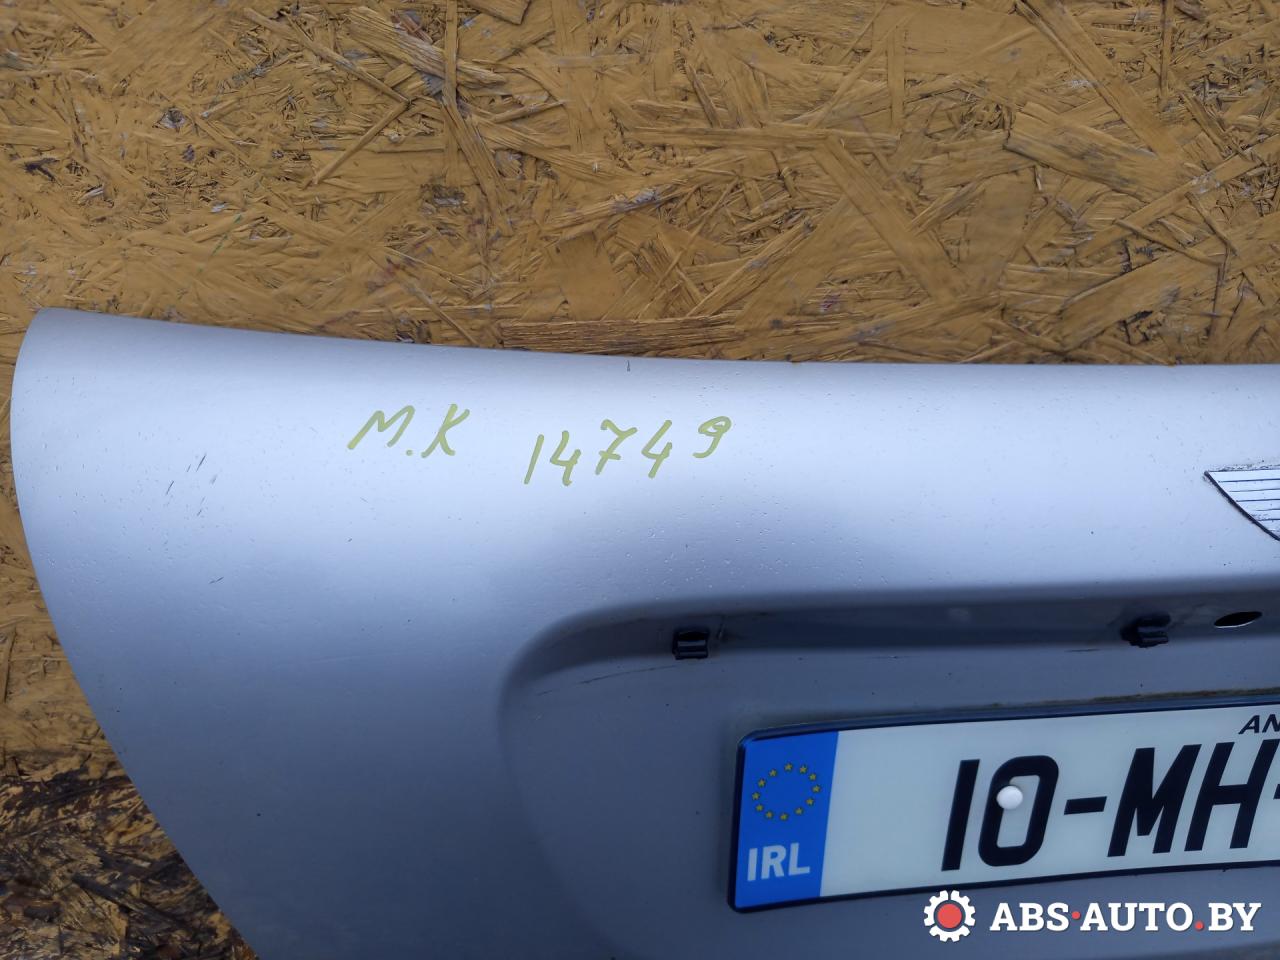 M.K 14749
AN
IRL 10-MH-
ABS·AUTO.BY